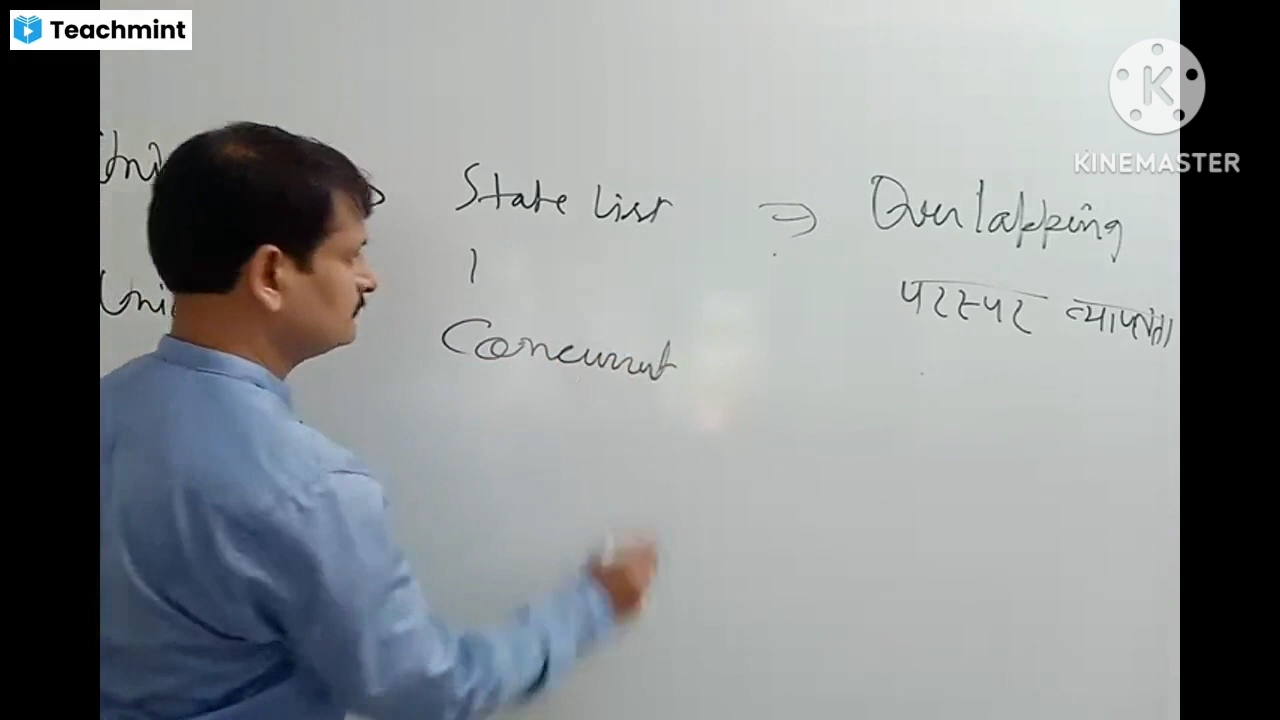 Teachmint
KINEMASTER
State List ⇒ Overlapping
परस्पर व्यापकता
Concurrent